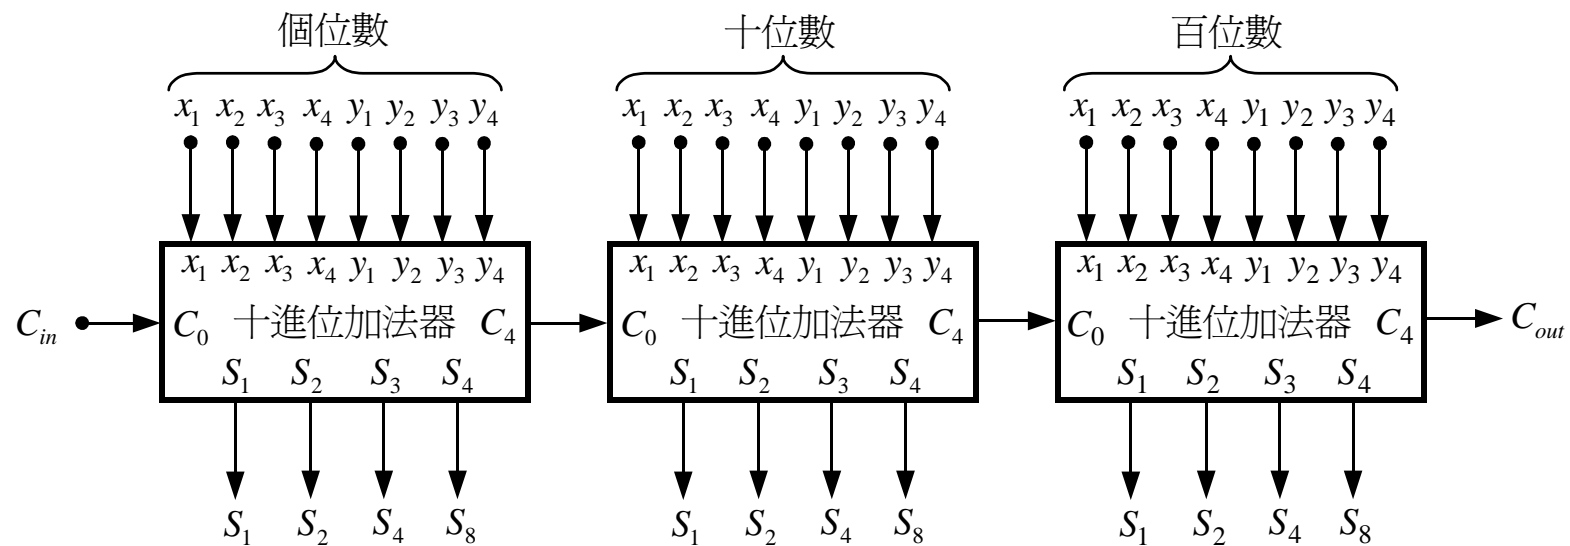 個位數 十位數 百位數
x₁ x₂ x₃ x₄ y₁ y₂ y₃ y₄ x₁ x₂ x₃ x₄ y₁ y₂ y₃ y₄ x₁ x₂ x₃ x₄ y₁ y₂ y₃ y₄
x₁ x₂ x₃ x₄ y₁ y₂ y₃ y₄ x₁ x₂ x₃ x₄ y₁ y₂ y₃ y₄ x₁ x₂ x₃ x₄ y₁ y₂ y₃ y₄
C_in C₀ 十進位加法器 C₄ C₀ 十進位加法器 C₄ C₀ 十進位加法器 C₄ C_out
S₁ S₂ S₃ S₄ S₁ S₂ S₃ S₄ S₁ S₂ S₃ S₄
S₁ S₂ S₄ S₈ S₁ S₂ S₄ S₈ S₁ S₂ S₄ S₈